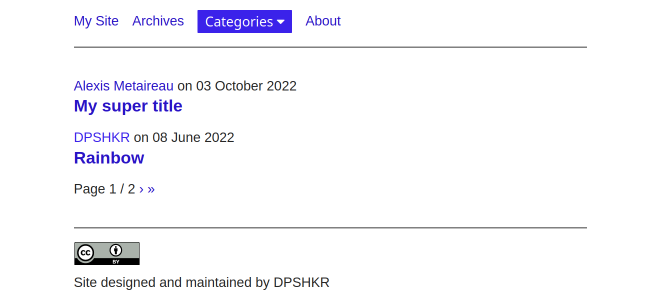 My Site Archives Categories About
Alexis Metaireau on 03 October 2022
My super title
DPSHKR on 08 June 2022
Rainbow
Page 1 / 2 › »
cc BY
Site designed and maintained by DPSHKR